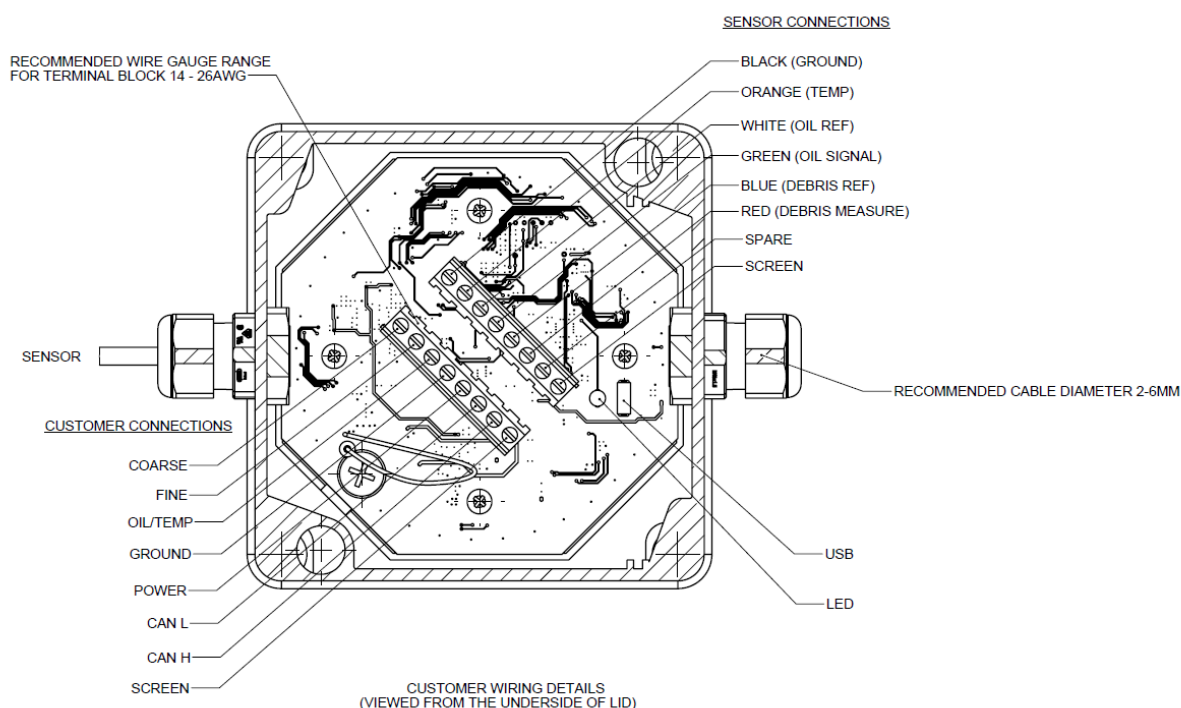 SENSOR CONNECTIONS
RECOMMENDED WIRE GAUGE RANGE
FOR TERMINAL BLOCK 14 - 26AWG
BLACK (GROUND)
ORANGE (TEMP)
WHITE (OIL REF)
GREEN (OIL SIGNAL)
BLUE (DEBRIS REF)
RED (DEBRIS MEASURE)
SPARE
SCREEN
SENSOR
RECOMMENDED CABLE DIAMETER 2-6MM
CUSTOMER CONNECTIONS
COARSE
FINE
OIL/TEMP
GROUND
POWER
CAN L
CAN H
SCREEN
USB
LED
CUSTOMER WIRING DETAILS
(VIEWED FROM THE UNDERSIDE OF LID)